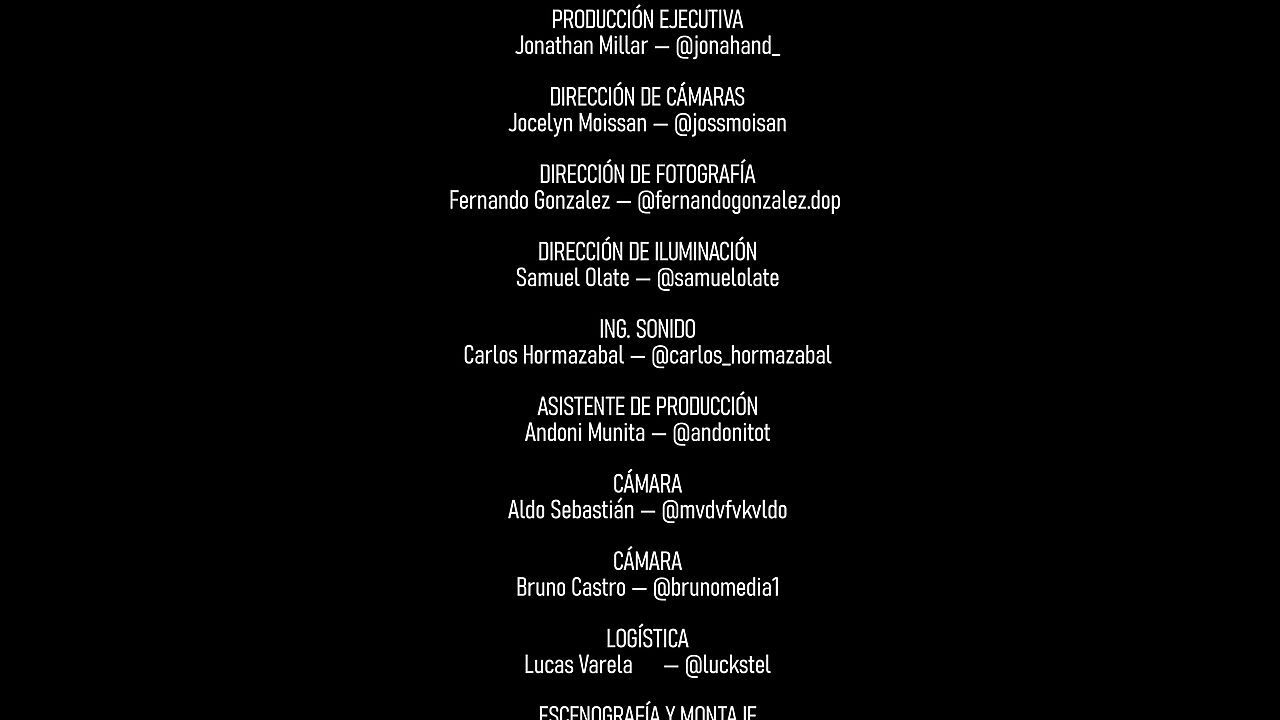 PRODUCCIÓN EJECUTIVA
Jonathan Millar — @jonahand_
DIRECCIÓN DE CÁMARAS
Jocelyn Moissan — @jossmoisan
DIRECCIÓN DE FOTOGRAFÍA
Fernando Gonzalez — @fernandogonzalez.dop
DIRECCIÓN DE ILUMINACIÓN
Samuel Olate — @samuelolate
ING. SONIDO
Carlos Hormazabal — @carlos_hormazabal
ASISTENTE DE PRODUCCIÓN
Andoni Munita — @andonitot
CÁMARA
Aldo Sebastián — @mvdvfvkvldo
CÁMARA
Bruno Castro — @brunomedia1
LOGÍSTICA
Lucas Varela — @luckstel
ESCENOGRAFÍA Y MONTAJE